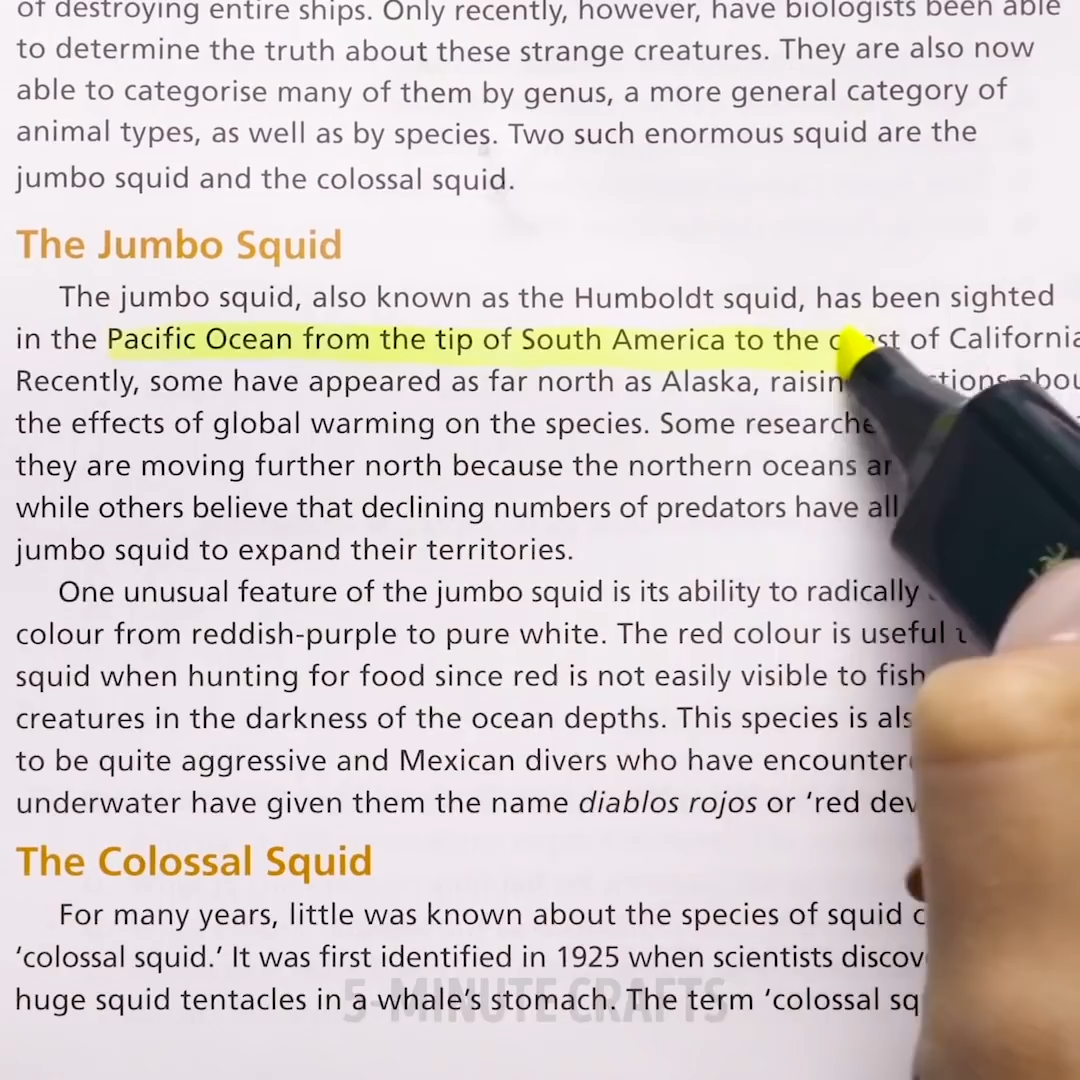 of destroying entire ships. Only recently, however, have biologists been able
to determine the truth about these strange creatures. They are also now
able to categorise many of them by genus, a more general category of
animal types, as well as by species. Two such enormous squid are the
jumbo squid and the colossal squid.
The Jumbo Squid
The jumbo squid, also known as the Humboldt squid, has been sighted
in the Pacific Ocean from the tip of South America to the of California
Recently, some have appeared as far north as Alaska,
the effects of global warming on the species. Some
they are moving further north because the northern oceans
while others believe that declining numbers of predators have
jumbo squid to expand their territories.
One unusual feature of the jumbo squid is its ability to radically
colour from reddish-purple to pure white. The red colour is useful
squid when hunting for food since red is not easily visible to fish
creatures in the darkness of the ocean depths. This species is
to be quite aggressive and Mexican divers who have
underwater have given them the name diablos rojos or ‘red
The Colossal Squid
For many years, little was known about the species of squid
‘colossal squid.’ It was first identified in 1925 when scientists
huge squid tentacles in a whale’s stomach. The term ‘colossal
5-MINUTE CRAFTS